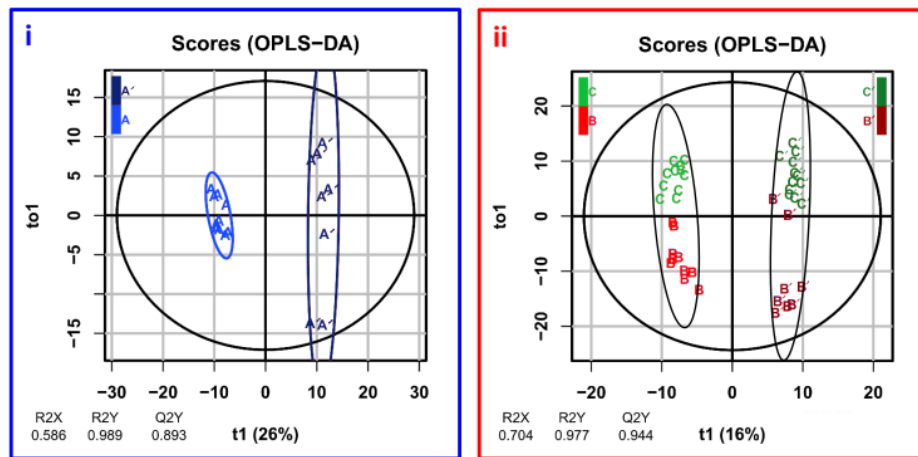 i
Scores (OPLS−DA)
A´
A
to1
15
10
5
0
−5
−15
A´
A´
A´
A´
A´
A´
A´
A´
A´
A
A
A
A
A
A
A
A
A
−30
−20
−10
0
10
20
30
R2X R2Y Q2Y
0.586 0.989 0.893
t1 (26%)
ii
Scores (OPLS−DA)
C
B
C´
B´
to1
20
10
0
−10
−20
C
C
C
C
C
C
C
C
C
B
B
B
B
B
B
B
B
B
C´
C´
C´
C´
C´
C´
C´
C´
C´
B´
B´
B´
B´
B´
B´
B´
B´
−20
−10
0
10
20
R2X R2Y Q2Y
0.704 0.977 0.944
t1 (16%)